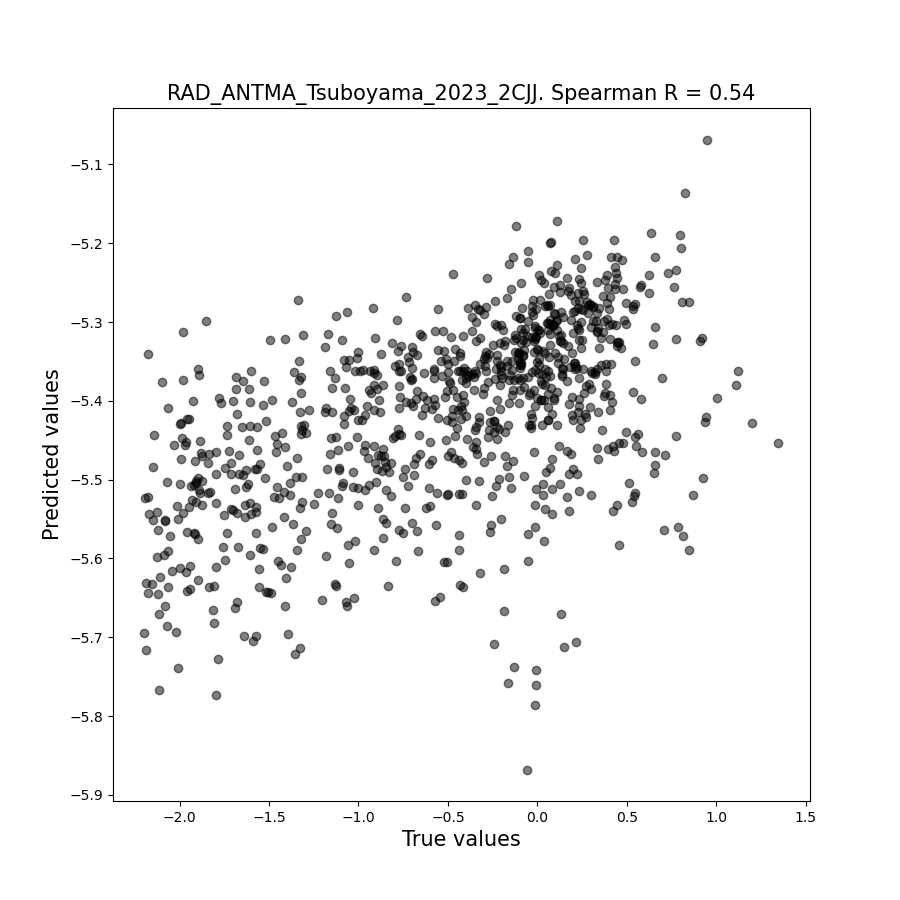 RAD_ANTMA_Tsuboyama_2023_2CJJ. Spearman R = 0.54
Predicted values
−5.1
−5.2
−5.3
−5.4
−5.5
−5.6
−5.7
−5.8
−5.9
−2.0 −1.5 −1.0 −0.5 0.0 0.5 1.0 1.5
True values